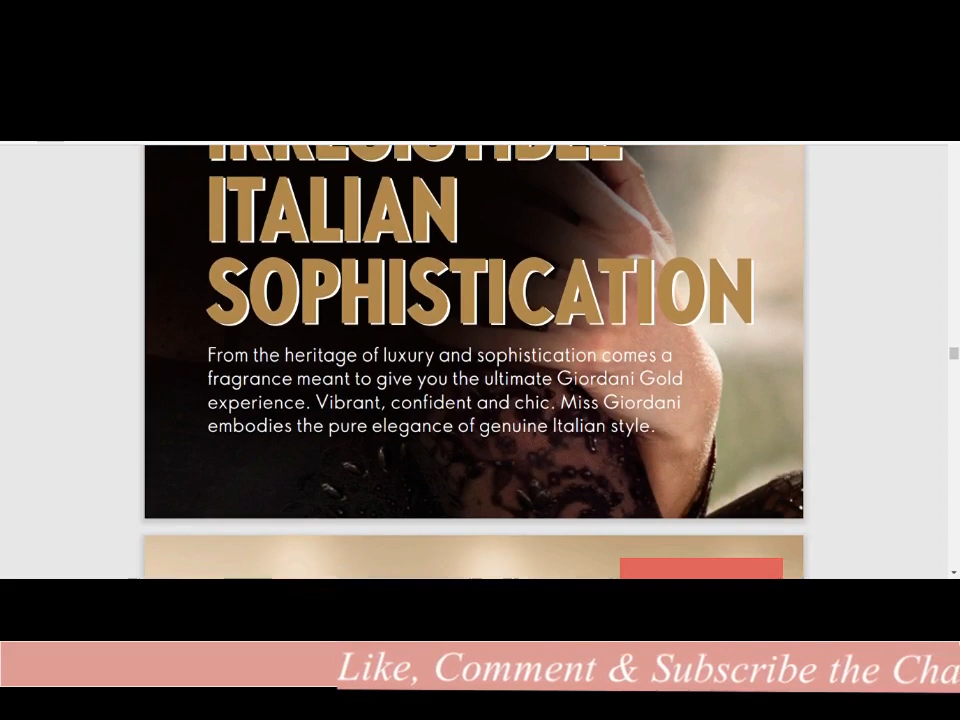 IRRESISTIBLE
ITALIAN
SOPHISTICATION
From the heritage of luxury and sophistication comes a
fragrance meant to give you the ultimate Giordani Gold
experience. Vibrant, confident and chic. Miss Giordani
embodies the pure elegance of genuine Italian style.
Like, Comment & Subscribe the Cha